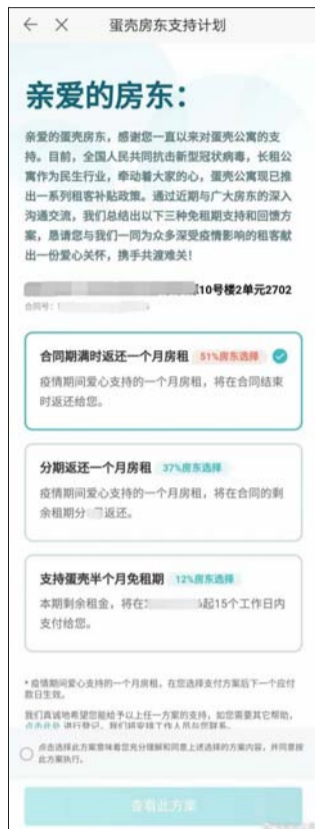 蛋壳房东支持计划
亲爱的房东：
亲爱的蛋壳房东，感谢您一直以来对蛋壳公寓的支
持。目前，全国人民共同抗击新型冠状病毒，长租公
寓作为民生行业，牵动着大家的心，蛋壳公寓现已推
出一系列租客补贴政策。通过近期与广大房东的深入
沟通交流，我们总结出以下三种免租期支持和回馈方
案，恳请您与我们一同为众多深受疫情影响的租客献
出一份爱心关怀，携手共渡难关！
10号楼2单元2702
合同号：
合同期满时返还一个月房租 51%房东选择
疫情期间爱心支持的一个月房租，将在合同结束
时返还给您。
分期返还一个月房租 37%房东选择
疫情期间爱心支持的一个月房租，将在合同的剩
余租期分 返还。
支持蛋壳半个月免租期 12%房东选择
本期剩余租金，将在 起15个工作日内
支付给您。
* 疫情期间爱心支持的一个月房租，在您选择支付方案后下一个应付
款日生效。
我们真诚地希望您能给予以上任一方案的支持，如您需要其它帮助，
点击此处 进行登记，我们将安排工作人员与您联系。
点击选择此方案意味着您充分理解和同意上述选择的方案内容，并同意按
此方案执行。
查看此方案